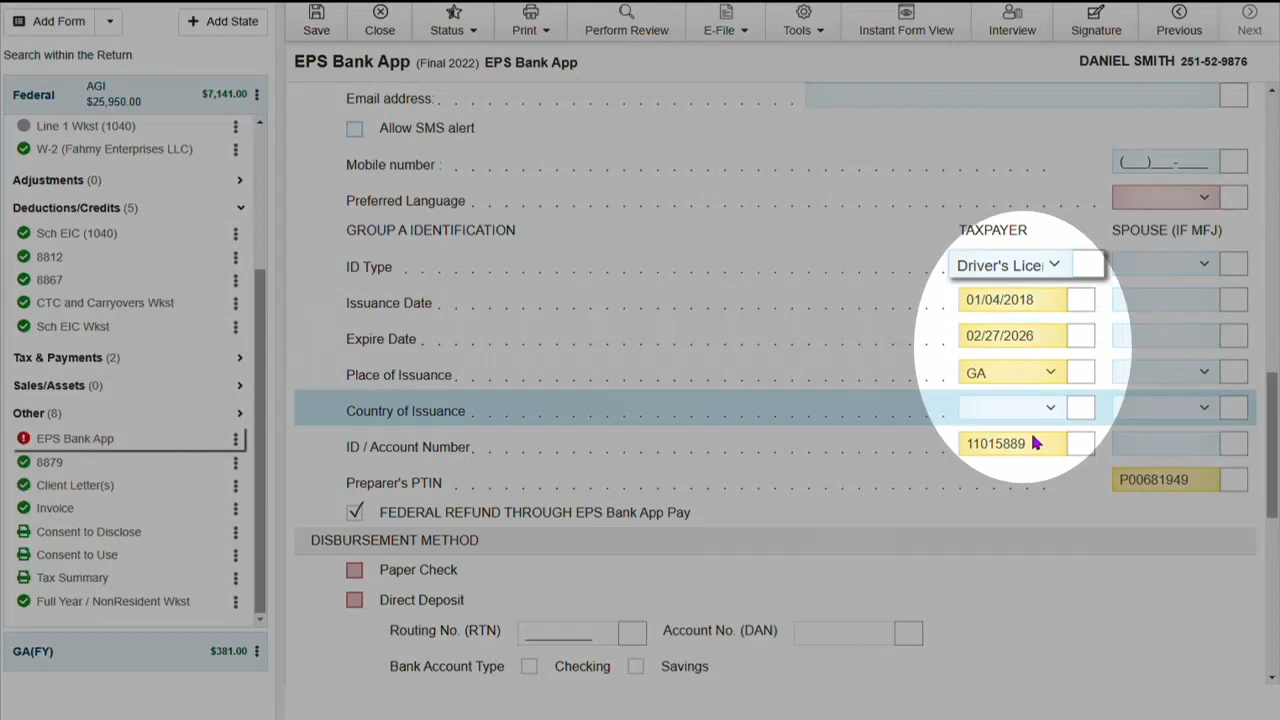 Add Form
Add State
Save
Close
Status
Print
Perform Review
E-File
Tools
Instant Form View
Interview
Signature
Previous
Next
Search within the Return
EPS Bank App (Final 2022) EPS Bank App
DANIEL SMITH 251-52-9876
Federal
AGI
$25,950.00
$7,141.00
Line 1 Wkst (1040)
W-2 (Fahmy Enterprises LLC)
Adjustments (0)
Deductions/Credits (5)
Sch EIC (1040)
8812
8867
CTC and Carryovers Wkst
Sch EIC Wkst
Tax & Payments (2)
Sales/Assets (0)
Other (8)
EPS Bank App
8879
Client Letter(s)
Invoice
Consent to Disclose
Consent to Use
Tax Summary
Full Year / NonResident Wkst
GA(FY)
$381.00
Email address:
Allow SMS alert
Mobile number : (___)___-____
Preferred Language
GROUP A IDENTIFICATION TAXPAYER SPOUSE (IF MFJ)
ID Type Driver's Lice
Issuance Date 01/04/2018
Expire Date 02/27/2026
Place of Issuance GA
Country of Issuance
ID / Account Number 11015889
Preparer's PTIN P00681949
FEDERAL REFUND THROUGH EPS Bank App Pay
DISBURSEMENT METHOD
Paper Check
Direct Deposit
Routing No. (RTN) _________ Account No. (DAN)
Bank Account Type Checking Savings